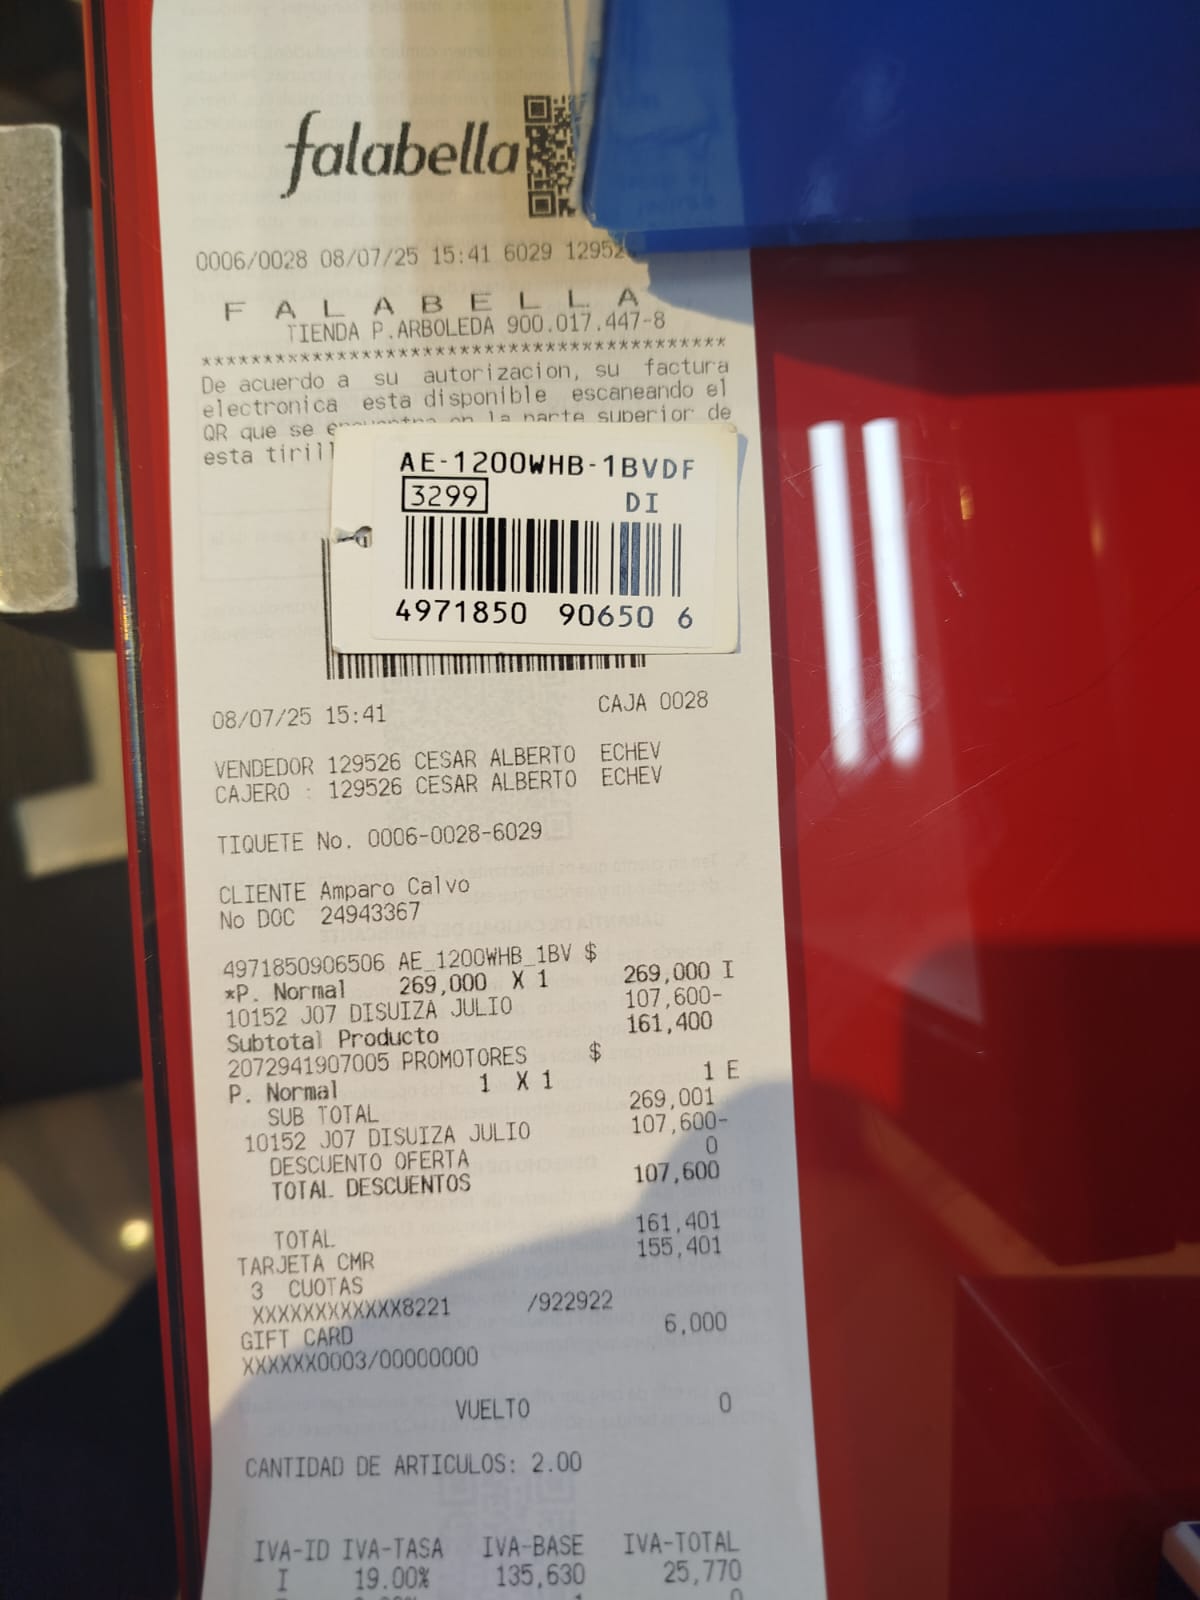 falabella
0006/0028 08/07/25 15:41 6029 12952
F A L A B E L L A
TIENDA P.ARBOLEDA 900.017.447-8
******************************************
De acuerdo a su autorizacion, su factura
electronica esta disponible escaneando el
QR que se encuentra en la parte superior de
esta tirill
AE-1200WHB-1BVDF
3299 DI
4971850 90650 6
08/07/25 15:41 CAJA 0028
VENDEDOR 129526 CESAR ALBERTO ECHEV
CAJERO : 129526 CESAR ALBERTO ECHEV
TIQUETE No. 0006-0028-6029
CLIENTE Amparo Calvo
No DOC 24943367
4971850906506 AE_1200WHB_1BV $
*P. Normal 269,000 X 1 269,000 I
10152 J07 DISUIZA JULIO 107,600-
Subtotal Producto 161,400
2072941907005 PROMOTORES $
P. Normal 1 X 1 1 E
SUB TOTAL 269,001
10152 J07 DISUIZA JULIO 107,600-
DESCUENTO OFERTA 0
TOTAL DESCUENTOS 107,600
TOTAL 161,401
TARJETA CMR 155,401
3 CUOTAS
XXXXXXXXXXXX8221 /922922
GIFT CARD 6,000
XXXXXX0003/00000000
VUELTO 0
CANTIDAD DE ARTICULOS: 2.00
IVA-ID IVA-TASA IVA-BASE IVA-TOTAL
I 19.00% 135,630 25,770